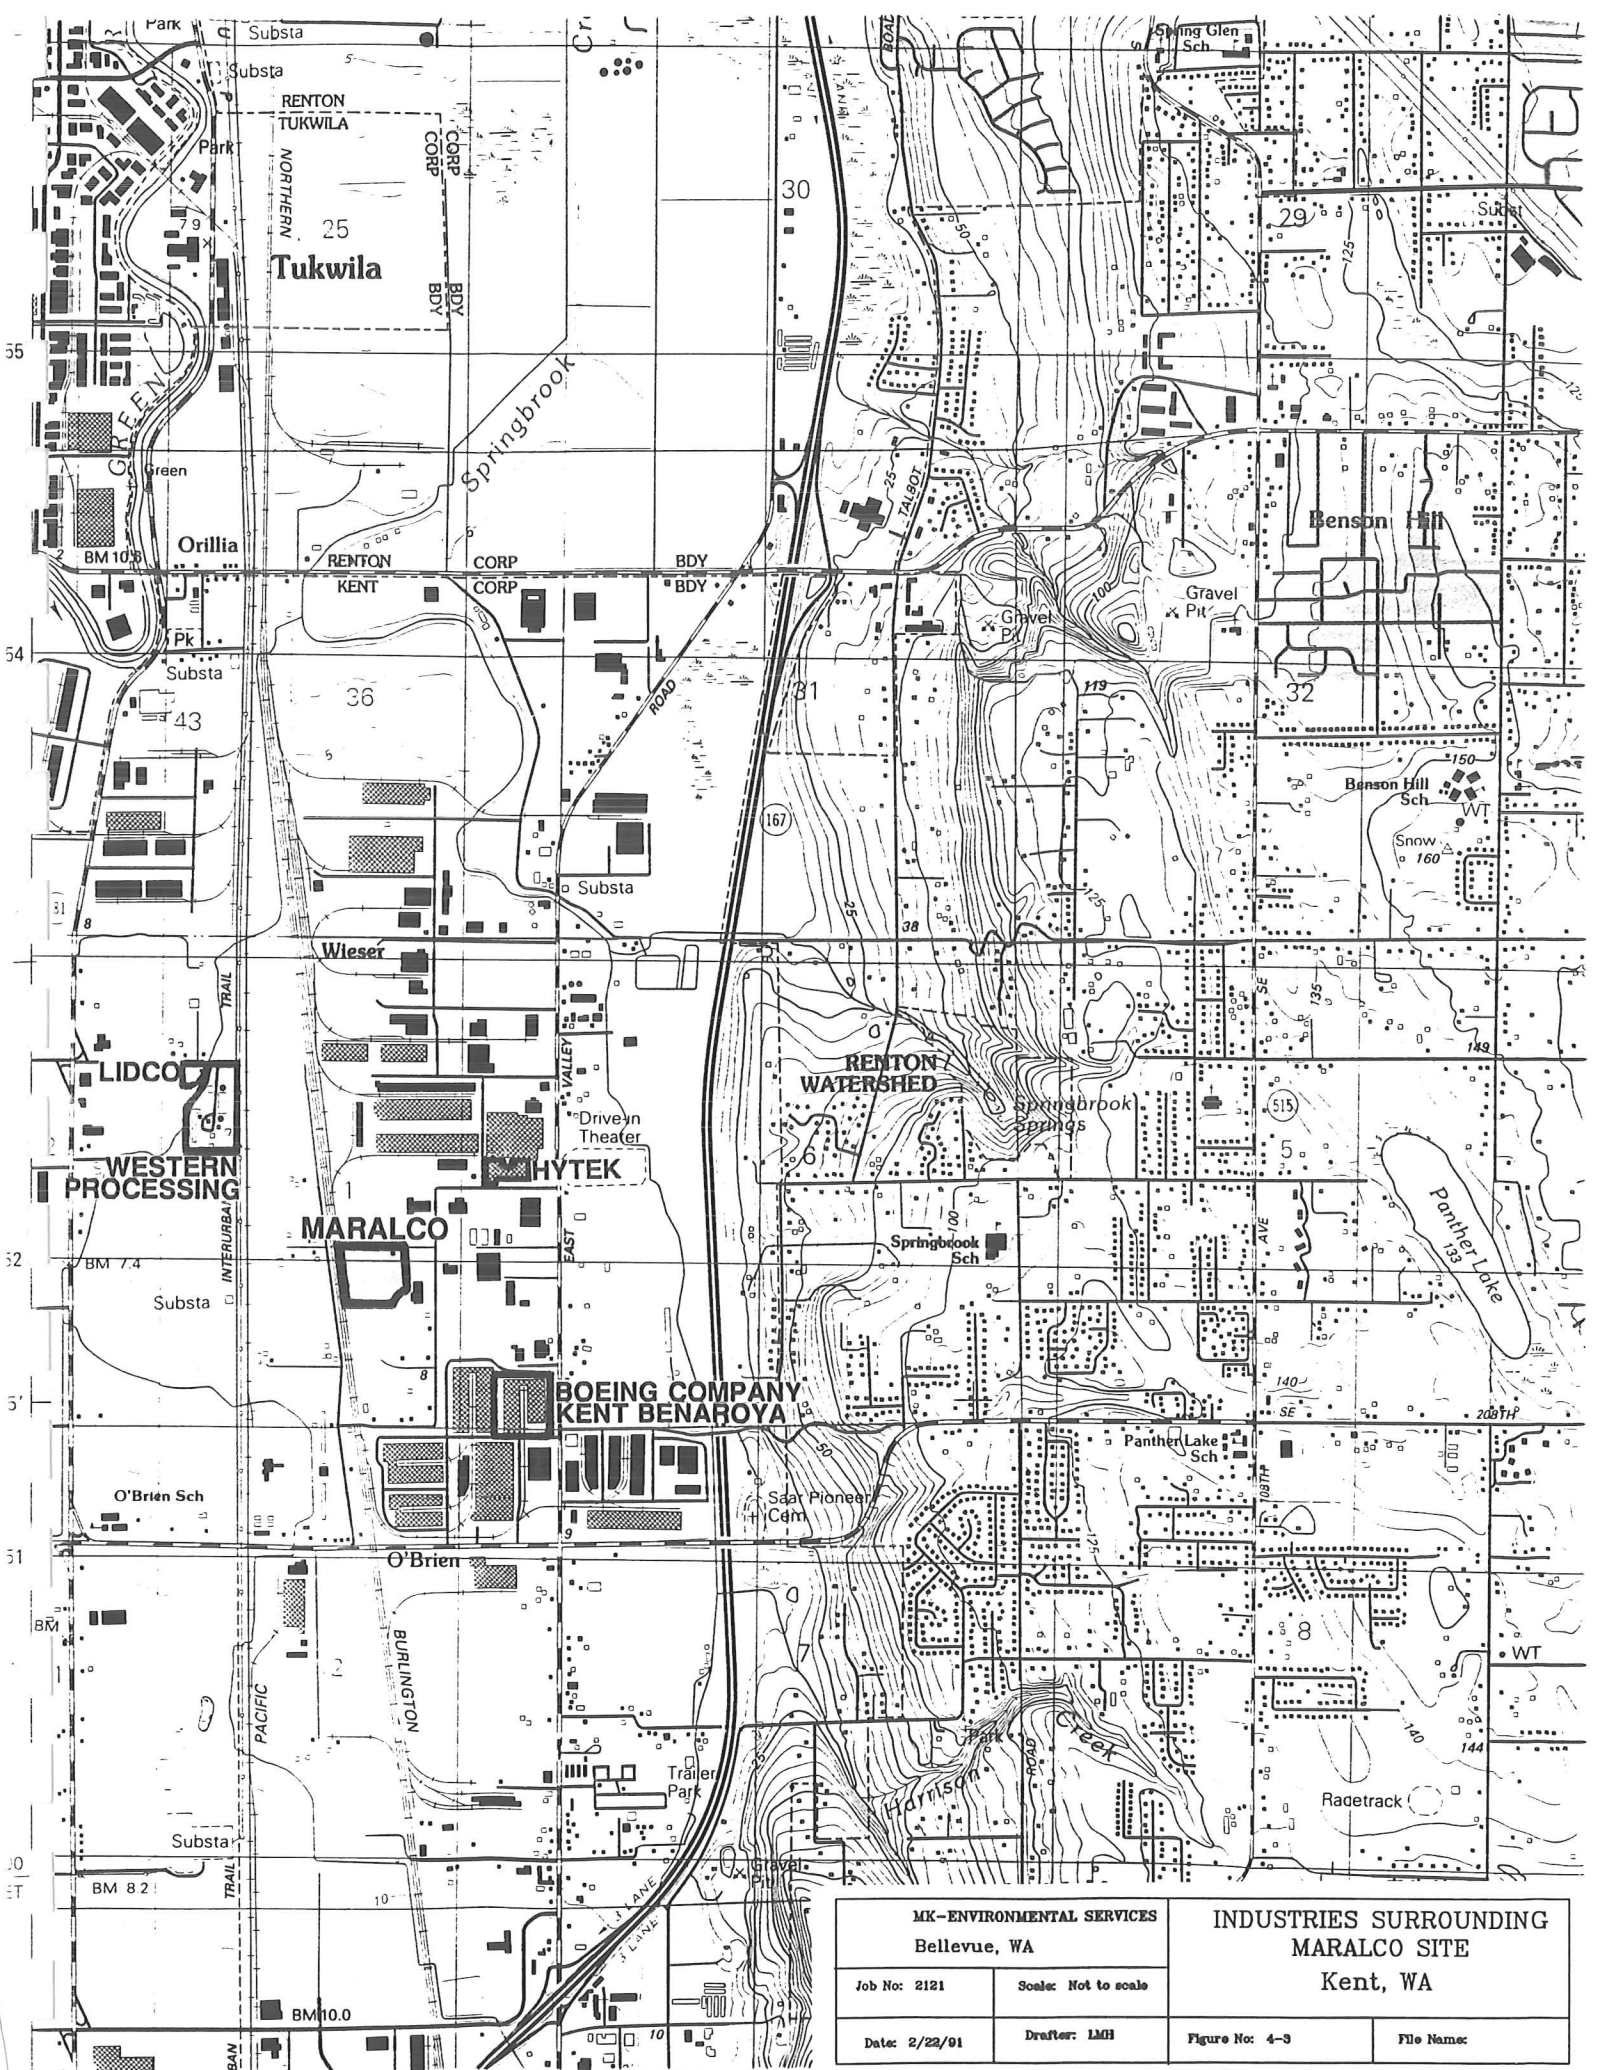 Park
Substa
Spring Glen
Sch
Substa
RENTON
TUKWILA
Park
CORP
CORP
NORTHERN
30
79
25
29
Subst
Tukwila
50
125
BDY
BDY
55
Springbrook
GREEN
Green
25
TALBOT
Benson Hill
Orillia
BM 10.8
RENTON
CORP
BDY
KENT
CORP
BDY
100
Gravel
Pit
Gravel
Pit
Pk
54
Substa
36
ROAD
31
119
32
43
5
150
Benson Hill
Sch
WT
167
Snow
160
Substa
31
8
25
38
125
Wieser
TRAIL
SE
135
149
LIDCO
VALLEY
RENTON
WATERSHED
Springbrook
Springs
515
Drive-in
Theater
6
5
WESTERN
PROCESSING
HYTEK
1
Panther Lake
133
MARALCO
INTERURBAN
EAST
100
Springbrook
Sch
AVE
52
BM 7.4
Substa
8
BOEING COMPANY
KENT BENAROYA
140
SE
208TH
50
Panther Lake
Sch
108TH
O'Brien Sch
Saar Pioneer
Cem
9
125
51
O'Brien
BM
8
7
WT
BURLINGTON
PACIFIC
Creek
Park
ROAD
140
144
Trailer
Park
Harrison
Racetrack
Substa
Gravel
Pit
BM 8.2
TRAIL
10
3 LANE
3 LANE
BM 10.0
10
MK-ENVIRONMENTAL SERVICES
Bellevue, WA
INDUSTRIES SURROUNDING
MARALCO SITE
Kent, WA
Job No: 2121
Scale: Not to scale
Date: 2/22/91
Drafter: LMH
Figure No: 4-3
File Name: